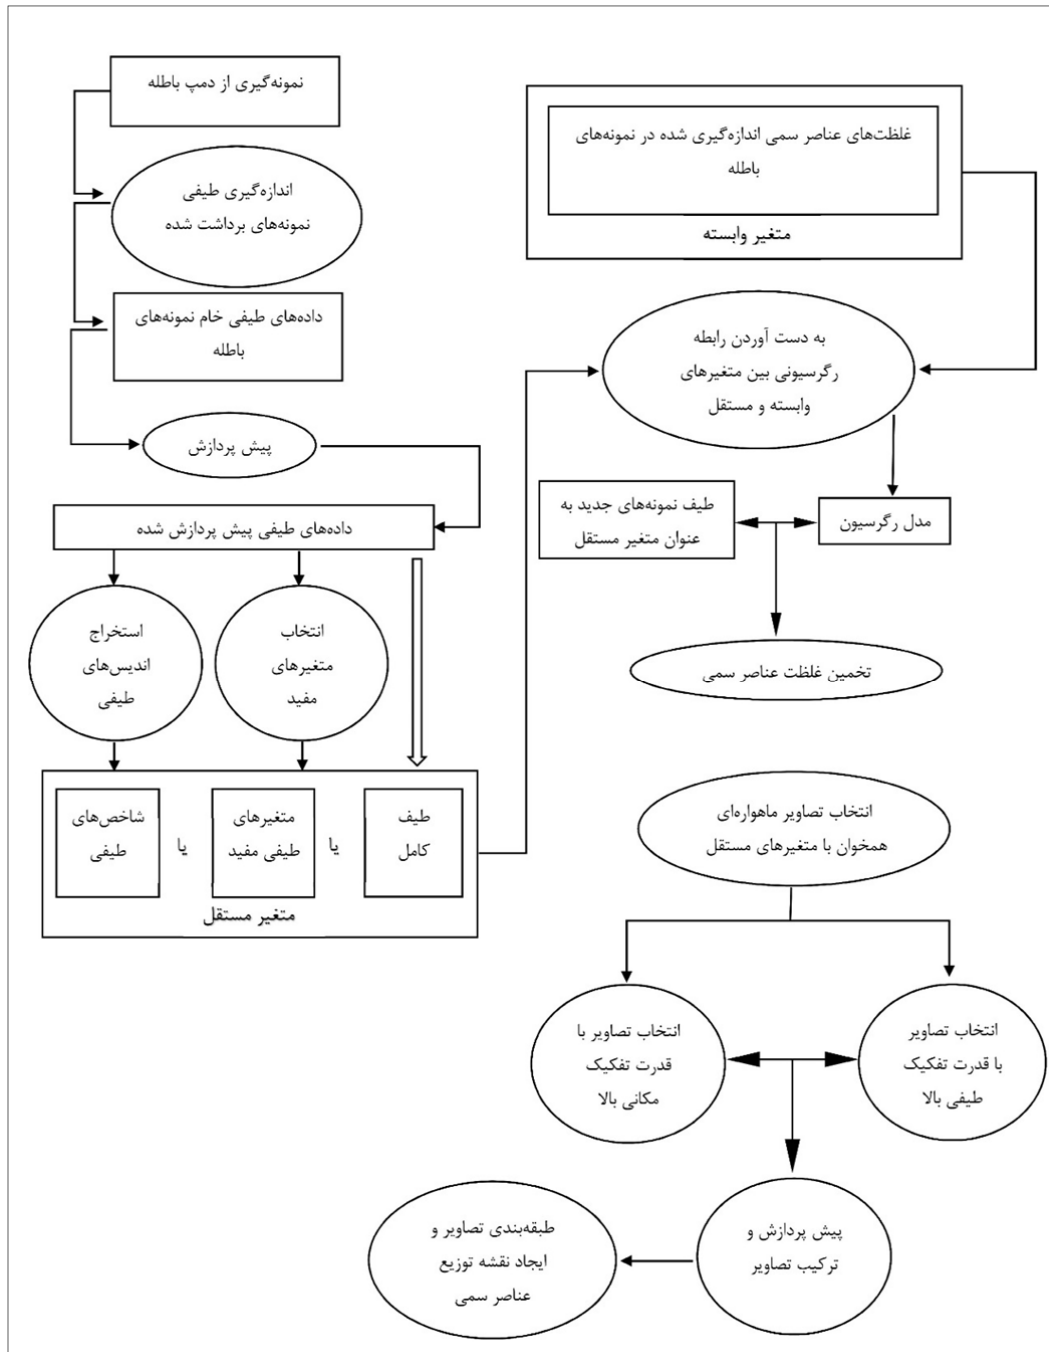 نمونه‌گیری از دمپ باطله
اندازه‌گیری طیفی
نمونه‌های برداشت شده
داده‌های طیفی خام نمونه‌های
باطله
پیش پردازش
داده‌های طیفی پیش پردازش شده
استخراج
اندیس‌های
طیفی
انتخاب
متغیرهای
مفید
طیف
کامل
یا
متغیرهای
طیفی مفید
یا
شاخص‌های
طیفی
متغیر مستقل
غلظت‌های عناصر سمی اندازه‌گیری شده در نمونه‌های
باطله
متغیر وابسته
به دست آوردن رابطه
رگرسیونی بین متغیرهای
وابسته و مستقل
مدل رگرسیون
طیف نمونه‌های جدید به
عنوان متغیر مستقل
تخمین غلظت عناصر سمی
انتخاب تصاویر ماهواره‌ای
همخوان با متغیرهای مستقل
انتخاب تصاویر
با قدرت تفکیک
طیفی بالا
انتخاب تصاویر با
قدرت تفکیک
مکانی بالا
پیش پردازش و
ترکیب تصاویر
طبقه‌بندی تصاویر و
ایجاد نقشه توزیع
عناصر سمی